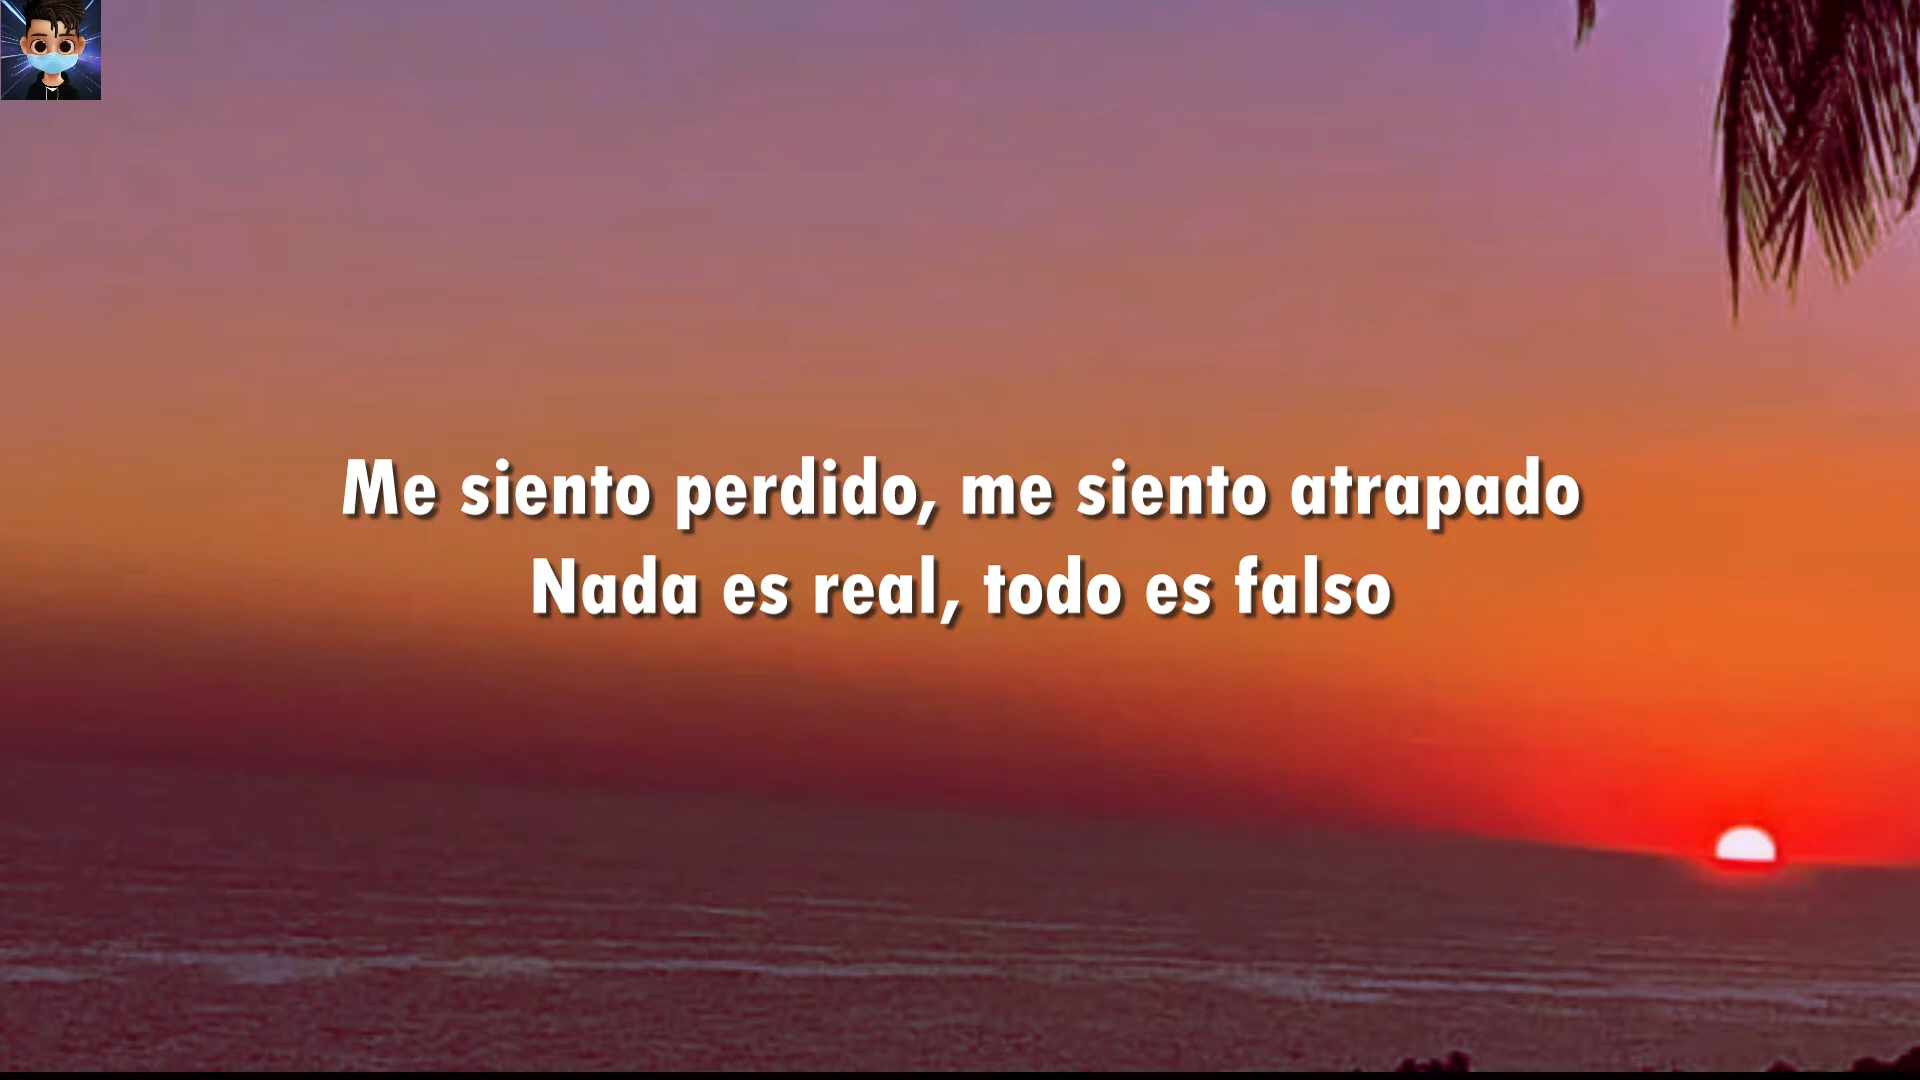 Me siento perdido, me siento atrapado
Nada es real, todo es falso